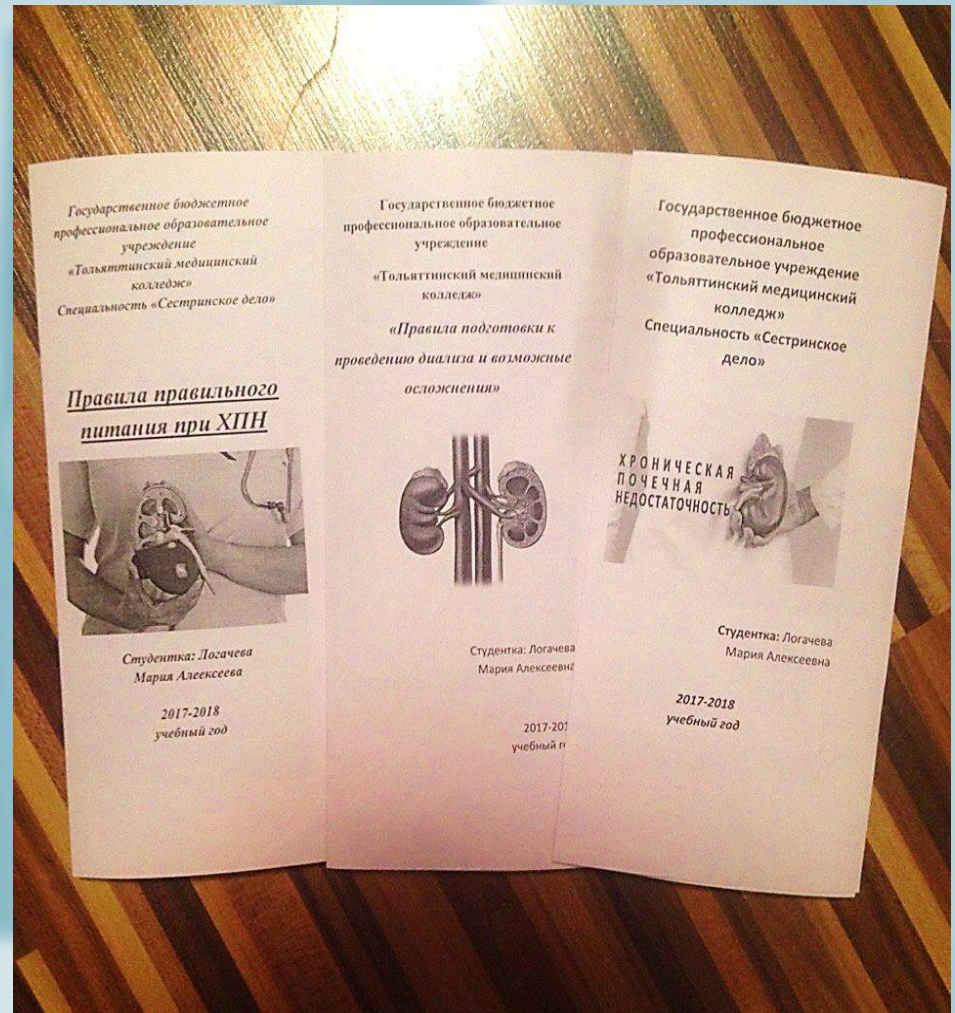 Государственное бюджетное
профессиональное образовательное
учреждение
«Тольяттинский медицинский
колледж»
Специальность «Сестринское дело»
Правила правильного
питания при ХПН
Студентка: Логачева
Мария Алеексеева
2017-2018
учебный год
Государственное бюджетное
профессиональное образовательное
учреждение
«Тольяттинский медицинский
колледж»
«Правила подготовки к
проведению диализа и возможные
осложнения»
Студентка: Логачева
Мария Алексеевна
2017-201
учебный г
Государственное бюджетное
профессиональное
образовательное учреждение
«Тольяттинский медицинский
колледж»
Специальность «Сестринское
дело»
ХРОНИЧЕСКАЯ
ПОЧЕЧНАЯ
НЕДОСТАТОЧНОСТЬ
Студентка: Логачева
Мария Алексеевна
2017-2018
учебный год